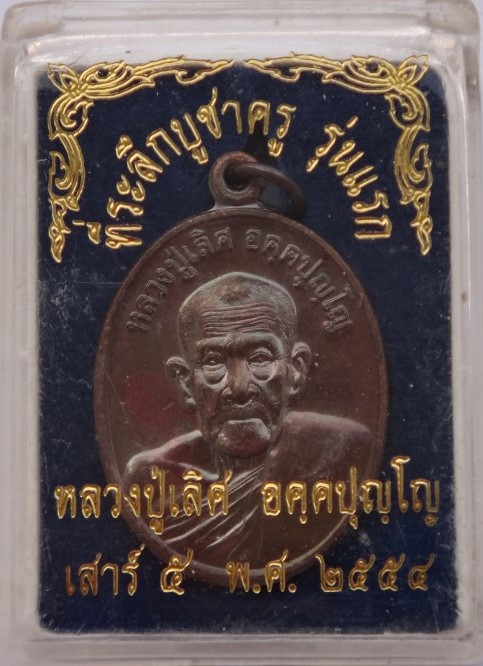 ที่ระลึกบูชาครู รุ่นแรก
หลวงปู่เลิศ อคฺคปุญฺโญ
หลวงปู่เลิศ อคฺคปุญฺโญ
เสาร์ ๕ พ.ศ. ๒๕๕๔